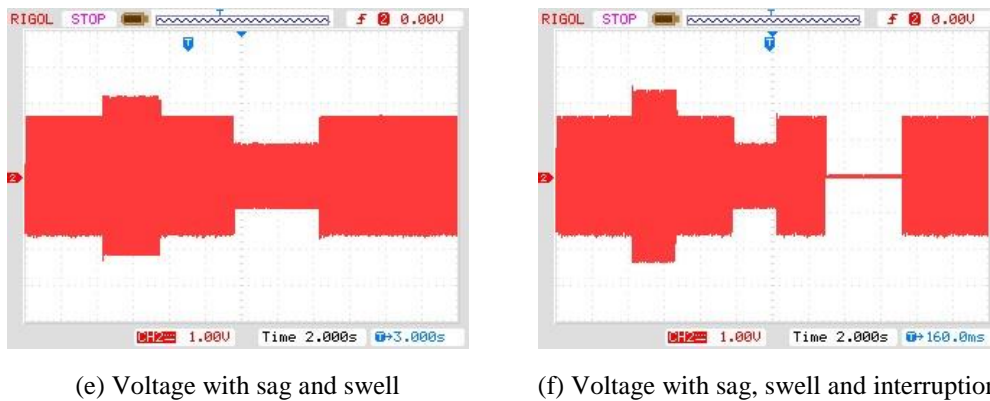 RIGOL STOP T f 2 0.00V
T
2
CH2 1.00V Time 2.000s T→3.000s
RIGOL STOP T f 2 0.00V
T
2
CH2 1.00V Time 2.000s T→160.0ms
(e) Voltage with sag and swell
(f) Voltage with sag, swell and interruption